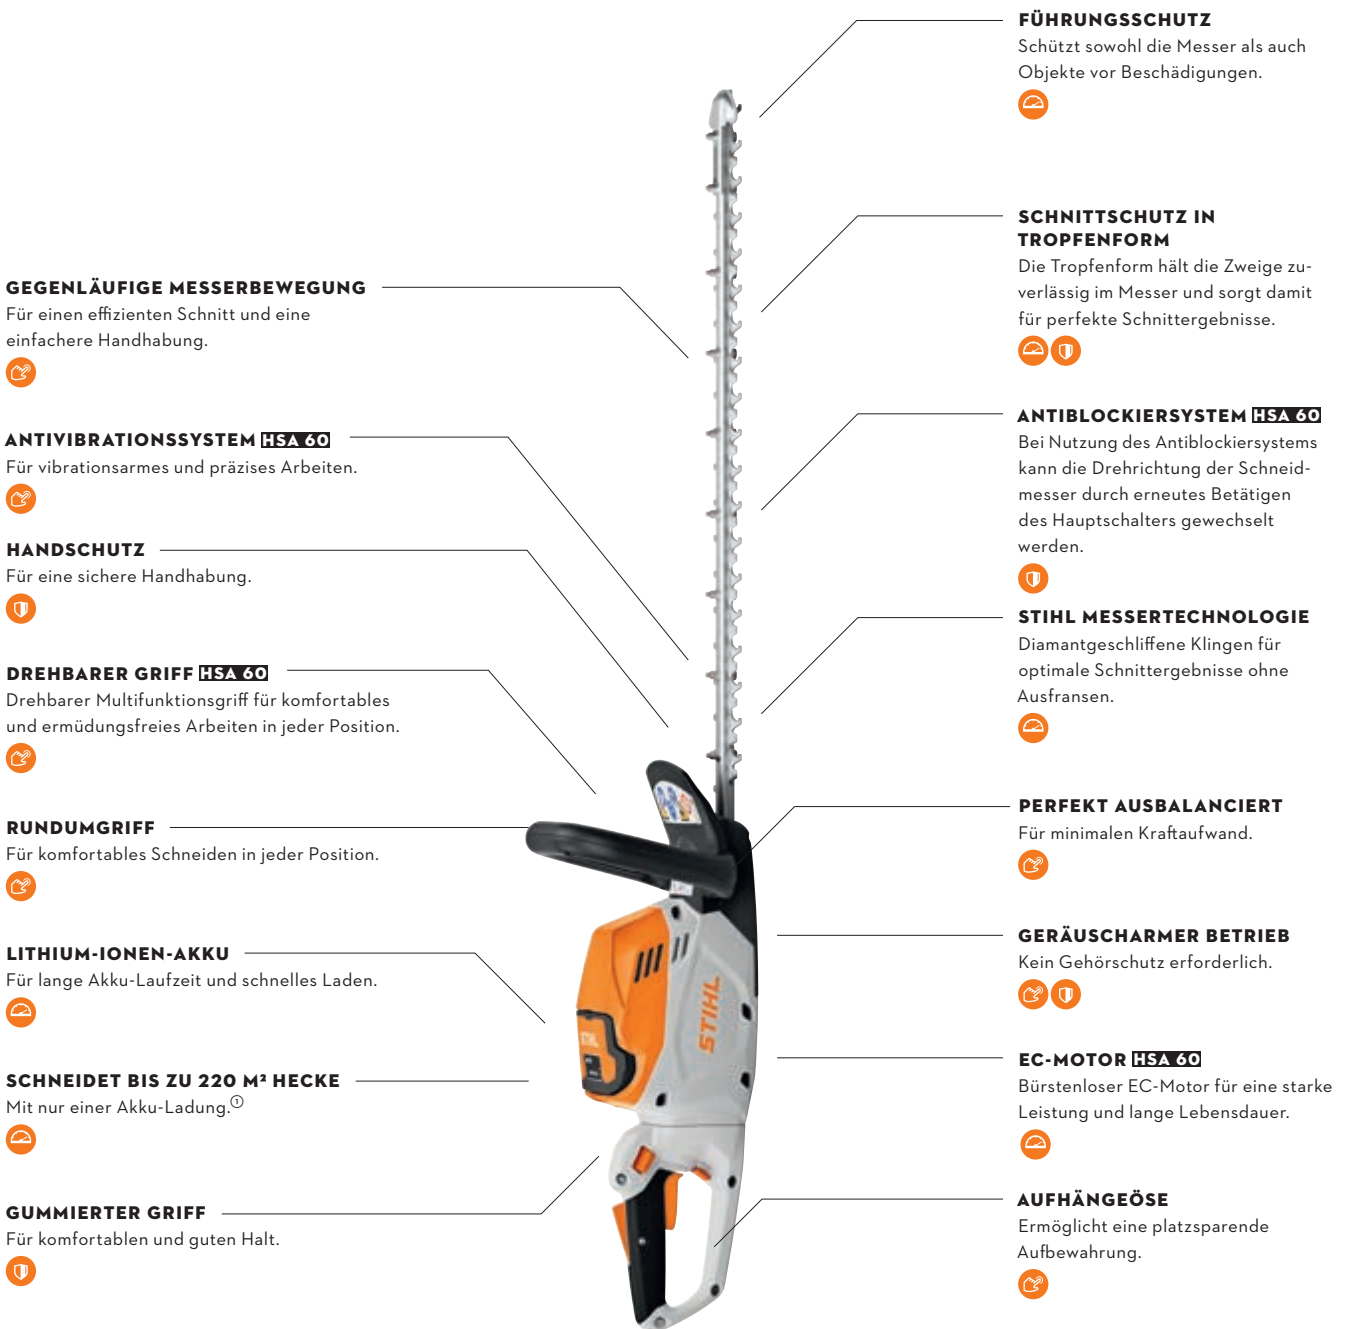 FÜHRUNGSSCHUTZ
Schützt sowohl die Messer als auch
Objekte vor Beschädigungen.
SCHNITTSCHUTZ IN
TROPFENFORM
Die Tropfenform hält die Zweige zu-
verlässig im Messer und sorgt damit
für perfekte Schnittergebnisse.
ANTIBLOCKIERSYSTEM HSA 60
Bei Nutzung des Antiblockiersystems
kann die Drehrichtung der Schneid-
messer durch erneutes Betätigen
des Hauptschalters gewechselt
werden.
STIHL MESSERTECHNOLOGIE
Diamantgeschliffene Klingen für
optimale Schnittergebnisse ohne
Ausfransen.
PERFEKT AUSBALANCIERT
Für minimalen Kraftaufwand.
GERÄUSCHARMER BETRIEB
Kein Gehörschutz erforderlich.
EC-MOTOR HSA 60
Bürstenloser EC-Motor für eine starke
Leistung und lange Lebensdauer.
AUFHÄNGEÖSE
Ermöglicht eine platzsparende
Aufbewahrung.
GEGENLÄUFIGE MESSERBEWEGUNG
Für einen effizienten Schnitt und eine
einfachere Handhabung.
ANTIVIBRATIONSSYSTEM HSA 60
Für vibrationsarmes und präzises Arbeiten.
HANDSCHUTZ
Für eine sichere Handhabung.
DREHBARER GRIFF HSA 60
Drehbarer Multifunktionsgriff für komfortables
und ermüdungsfreies Arbeiten in jeder Position.
RUNDUMGRIFF
Für komfortables Schneiden in jeder Position.
LITHIUM-IONEN-AKKU
Für lange Akku-Laufzeit und schnelles Laden.
SCHNEIDET BIS ZU 220 M² HECKE
Mit nur einer Akku-Ladung.①
GUMMIERTER GRIFF
Für komfortablen und guten Halt.
STIHL
STIHL